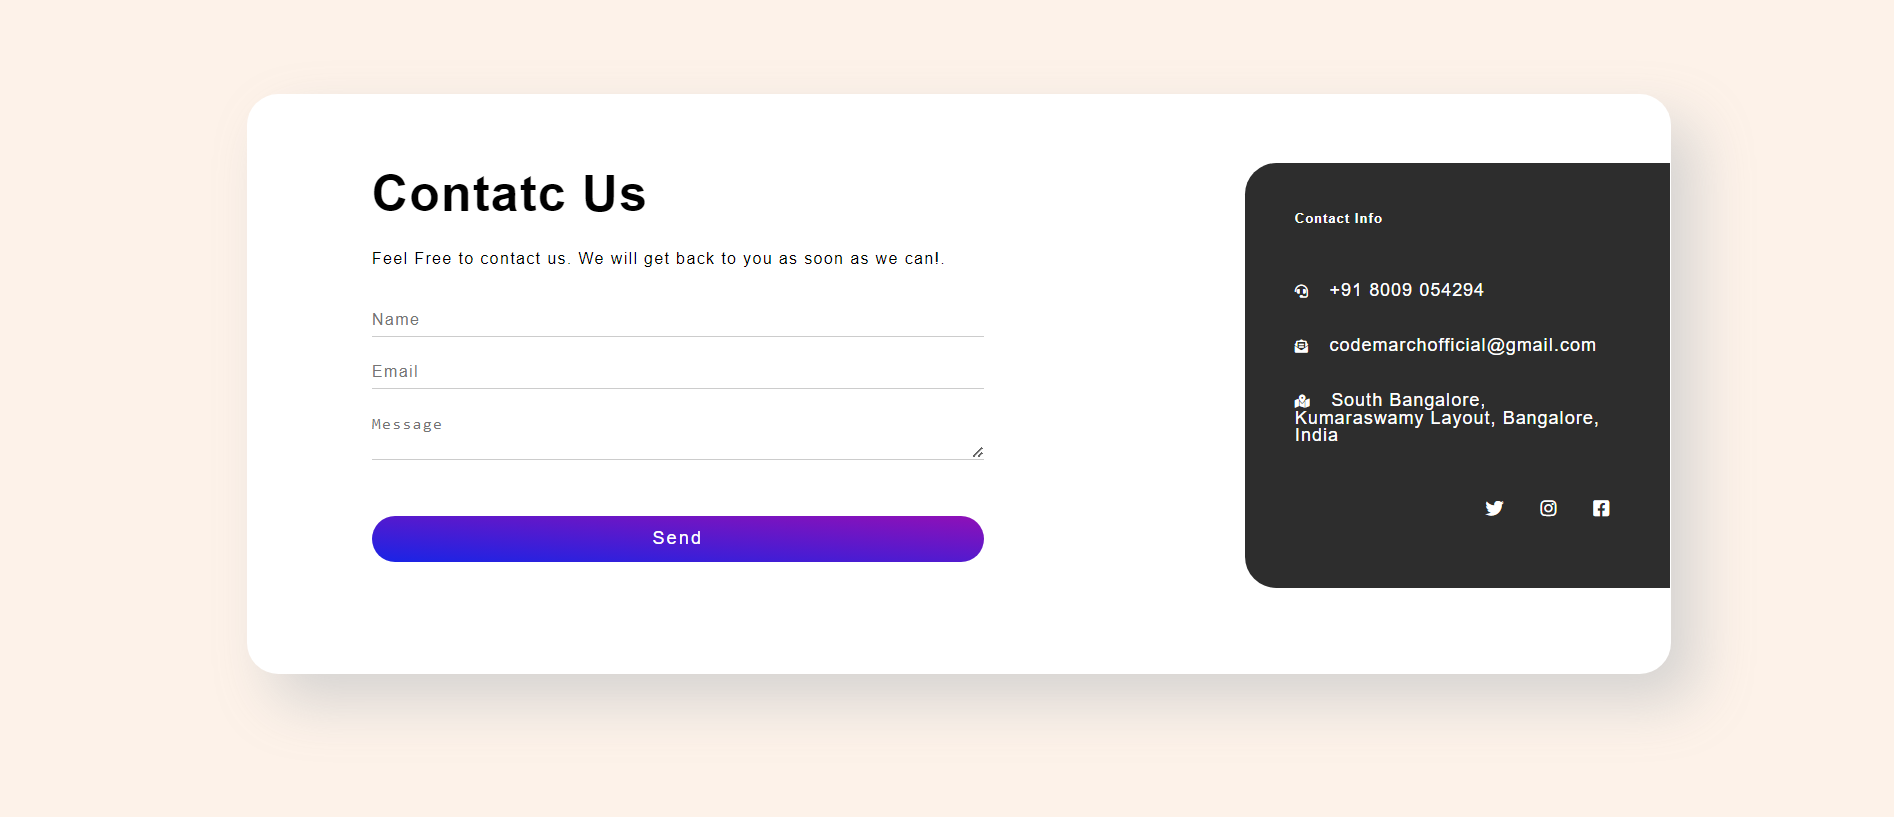 Contatc Us
Feel Free to contact us. We will get back to you as soon as we can!.
Name
Email
Message
Send
Contact Info
+91 8009 054294
codemarchofficial@gmail.com
South Bangalore,
Kumaraswamy Layout, Bangalore,
India